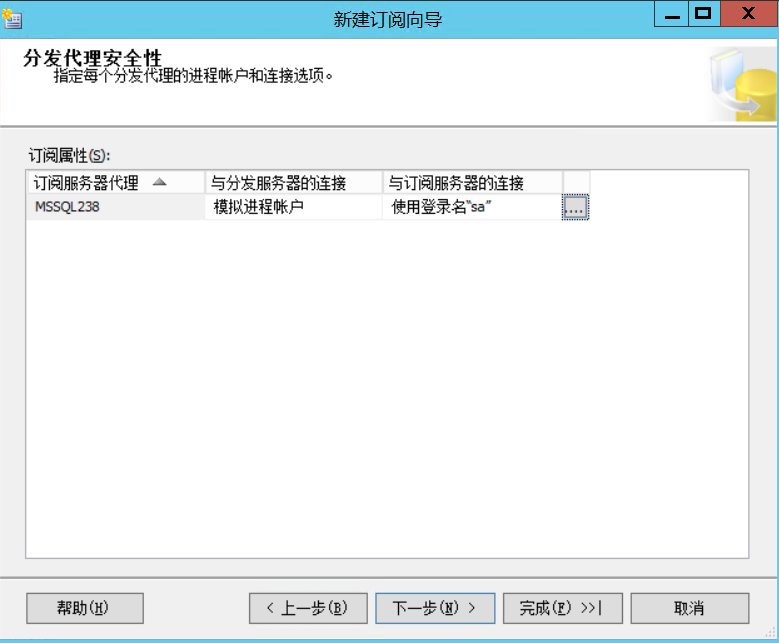 新建订阅向导
分发代理安全性
指定每个分发代理的进程帐户和连接选项。
订阅属性(S):
订阅服务器代理 与分发服务器的连接 与订阅服务器的连接
MSSQL238 模拟进程帐户 使用登录名“sa” ....
帮助(H) < 上一步(B) 下一步(N) > 完成(F) >>| 取消